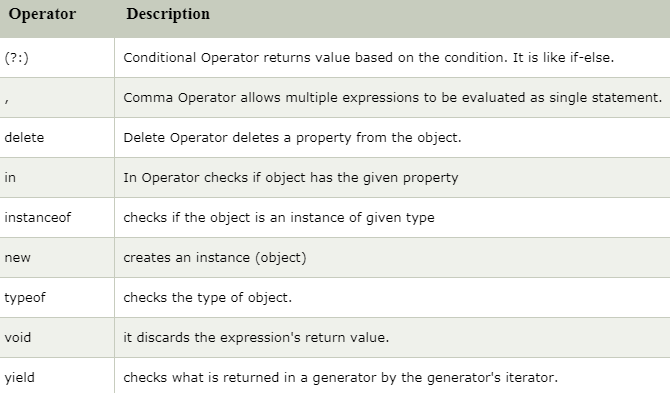 Operator Description
(?:) Conditional Operator returns value based on the condition. It is like if-else.
, Comma Operator allows multiple expressions to be evaluated as single statement.
delete Delete Operator deletes a property from the object.
in In Operator checks if object has the given property
instanceof checks if the object is an instance of given type
new creates an instance (object)
typeof checks the type of object.
void it discards the expression's return value.
yield checks what is returned in a generator by the generator's iterator.